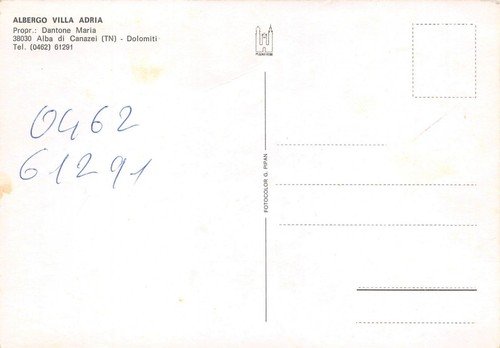 ALBERGO VILLA ADRIA
Propr.: Dantone Maria
38030 Alba di Canazei (TN) - Dolomiti
Tel. (0462) 61291
0462
61291
FOTOCOLOR G. PIPAN